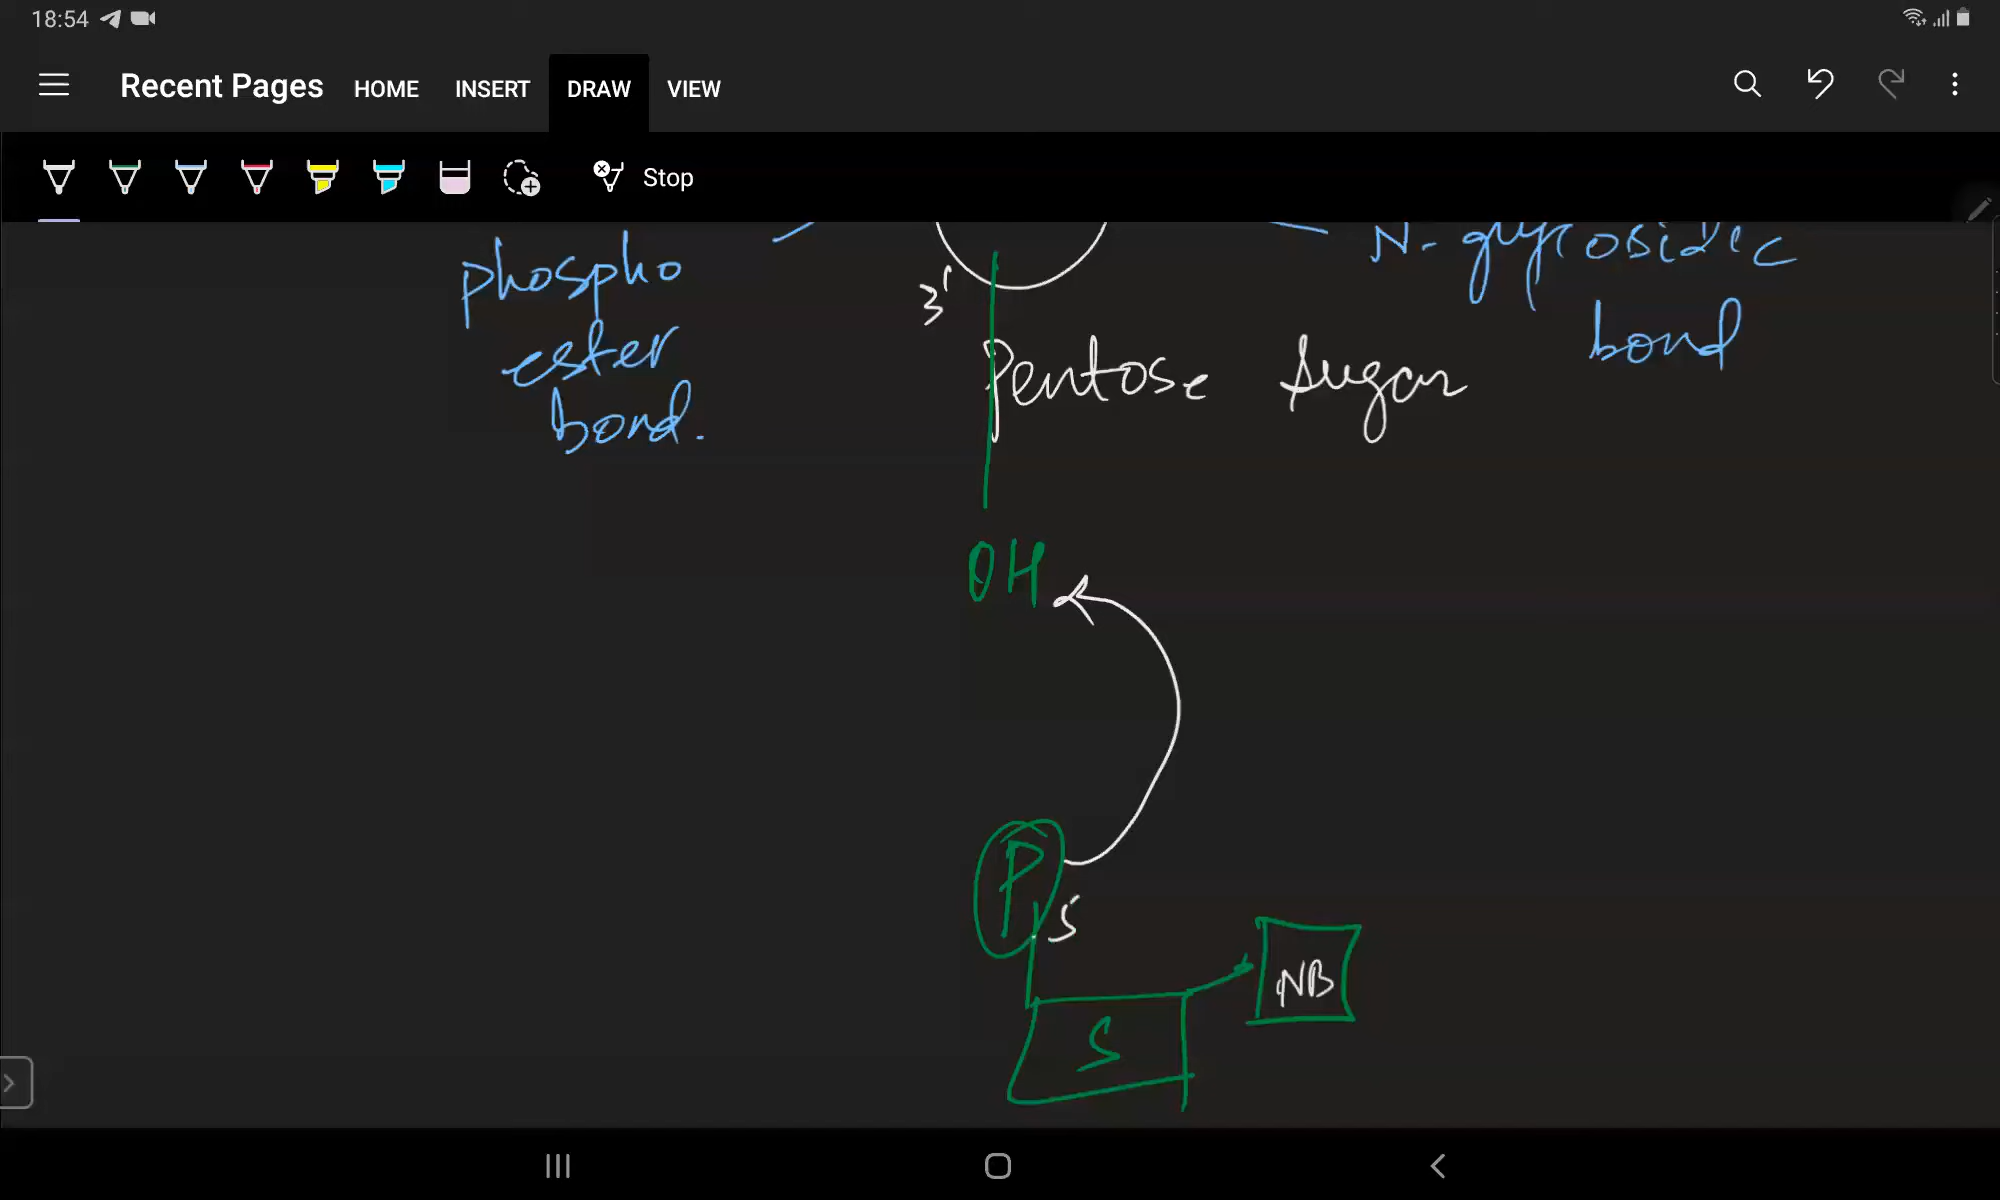 18:54
Recent Pages HOME INSERT DRAW VIEW
Stop
phospho
ester
bond.
3'
N-glycosidic
bond
Pentose Sugar
OH
P
5
NB
S